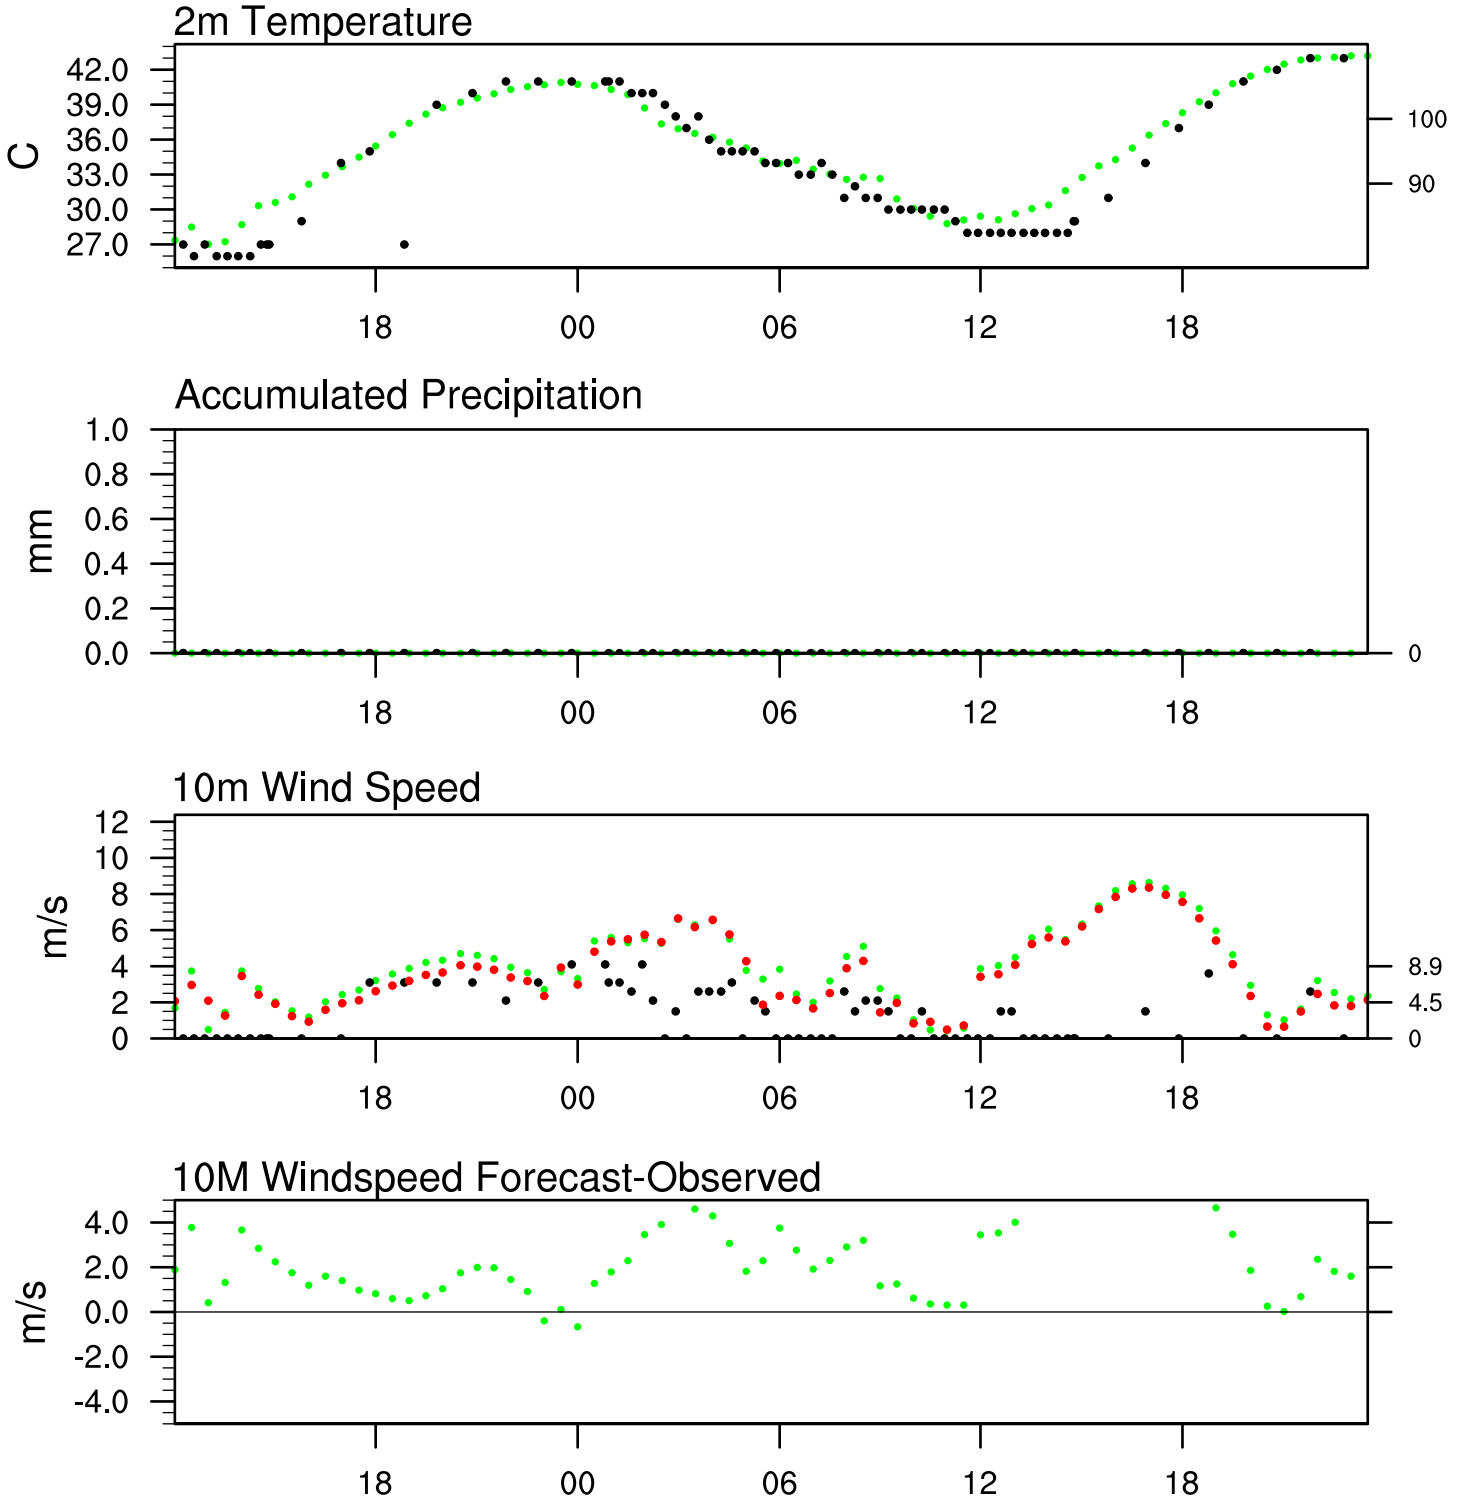 2m Temperature
42.0
39.0
36.0
33.0
30.0
27.0
C
100
90
18 00 06 12 18
Accumulated Precipitation
1.0
0.8
0.6
0.4
0.2
0.0
mm
0
18 00 06 12 18
10m Wind Speed
12
10
8
6
4
2
0
m/s
8.9
4.5
0
18 00 06 12 18
10M Windspeed Forecast-Observed
4.0
2.0
0.0
-2.0
-4.0
m/s
18 00 06 12 18